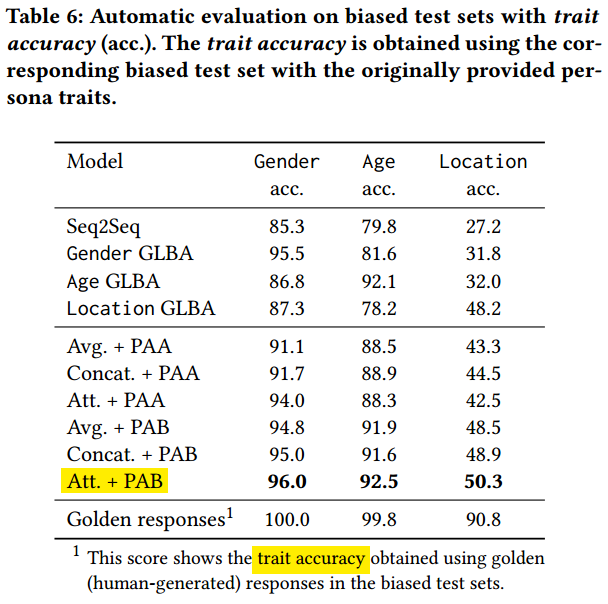 Table 6: Automatic evaluation on biased test sets with trait
accuracy (acc.). The trait accuracy is obtained using the cor-
responding biased test set with the originally provided per-
sona traits.
Model Gender Age Location
acc. acc. acc.
Seq2Seq 85.3 79.8 27.2
Gender GLBA 95.5 81.6 31.8
Age GLBA 86.8 92.1 32.0
Location GLBA 87.3 78.2 48.2
Avg. + PAA 91.1 88.5 43.3
Concat. + PAA 91.7 88.9 44.5
Att. + PAA 94.0 88.3 42.5
Avg. + PAB 94.8 91.9 48.5
Concat. + PAB 95.0 91.6 48.9
Att. + PAB 96.0 92.5 50.3
Golden responses¹ 100.0 99.8 90.8
¹ This score shows the trait accuracy obtained using golden
(human-generated) responses in the biased test sets.